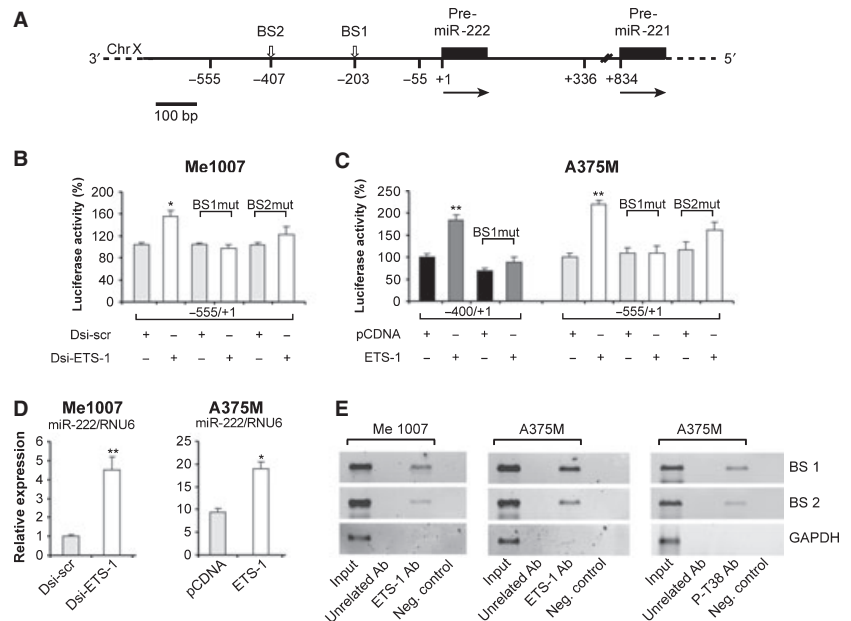 A
BS2 BS1 Pre-miR-222 Pre-miR-221
3′ Chr X 5′
−555 −407 −203 −55 +1 +336 +834
100 bp
B
Me1007
Luciferase activity (%)
200
160
120
80
40
0
* BS1mut BS2mut
−555/+1
Dsi-scr + − + − + −
Dsi-ETS-1 − + − + − +
C
A375M
Luciferase activity (%)
250
200
150
100
50
0
** BS1mut ** BS1mut BS2mut
−400/+1 −555/+1
pCDNA + − + − + − + − + −
ETS-1 − + − + − + − + − +
D
Me1007
miR-222/RNU6
Relative expression
6
5
4
3
2
1
0
**
Dsi-scr Dsi-ETS-1
A375M
miR-222/RNU6
25
20
15
10
5
0
*
pCDNA ETS-1
E
Me 1007 A375M A375M
BS 1
BS 2
GAPDH
Input Unrelated Ab ETS-1 Ab Neg. control
Input Unrelated Ab ETS-1 Ab Neg. control
Input Unrelated Ab P-T38 Ab Neg. control